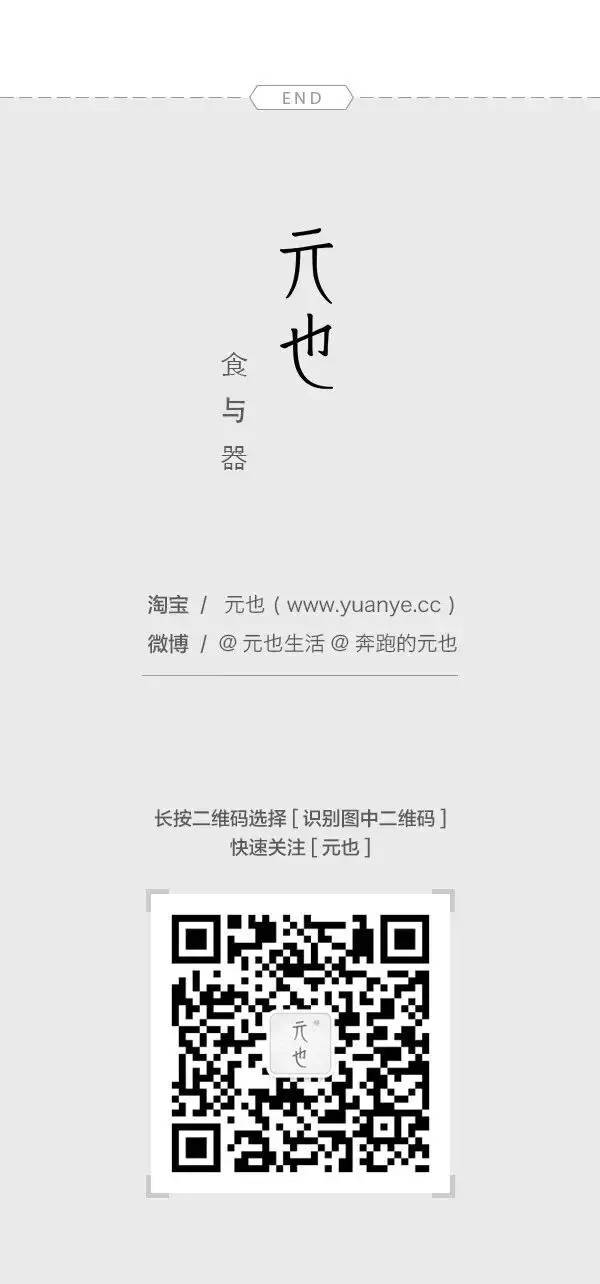 END
元也
食与器
淘宝 / 元也（www.yuanye.cc）
微博 / @ 元也生活 @ 奔跑的元也
长按二维码选择 [ 识别图中二维码 ]
快速关注 [ 元也 ]
元也